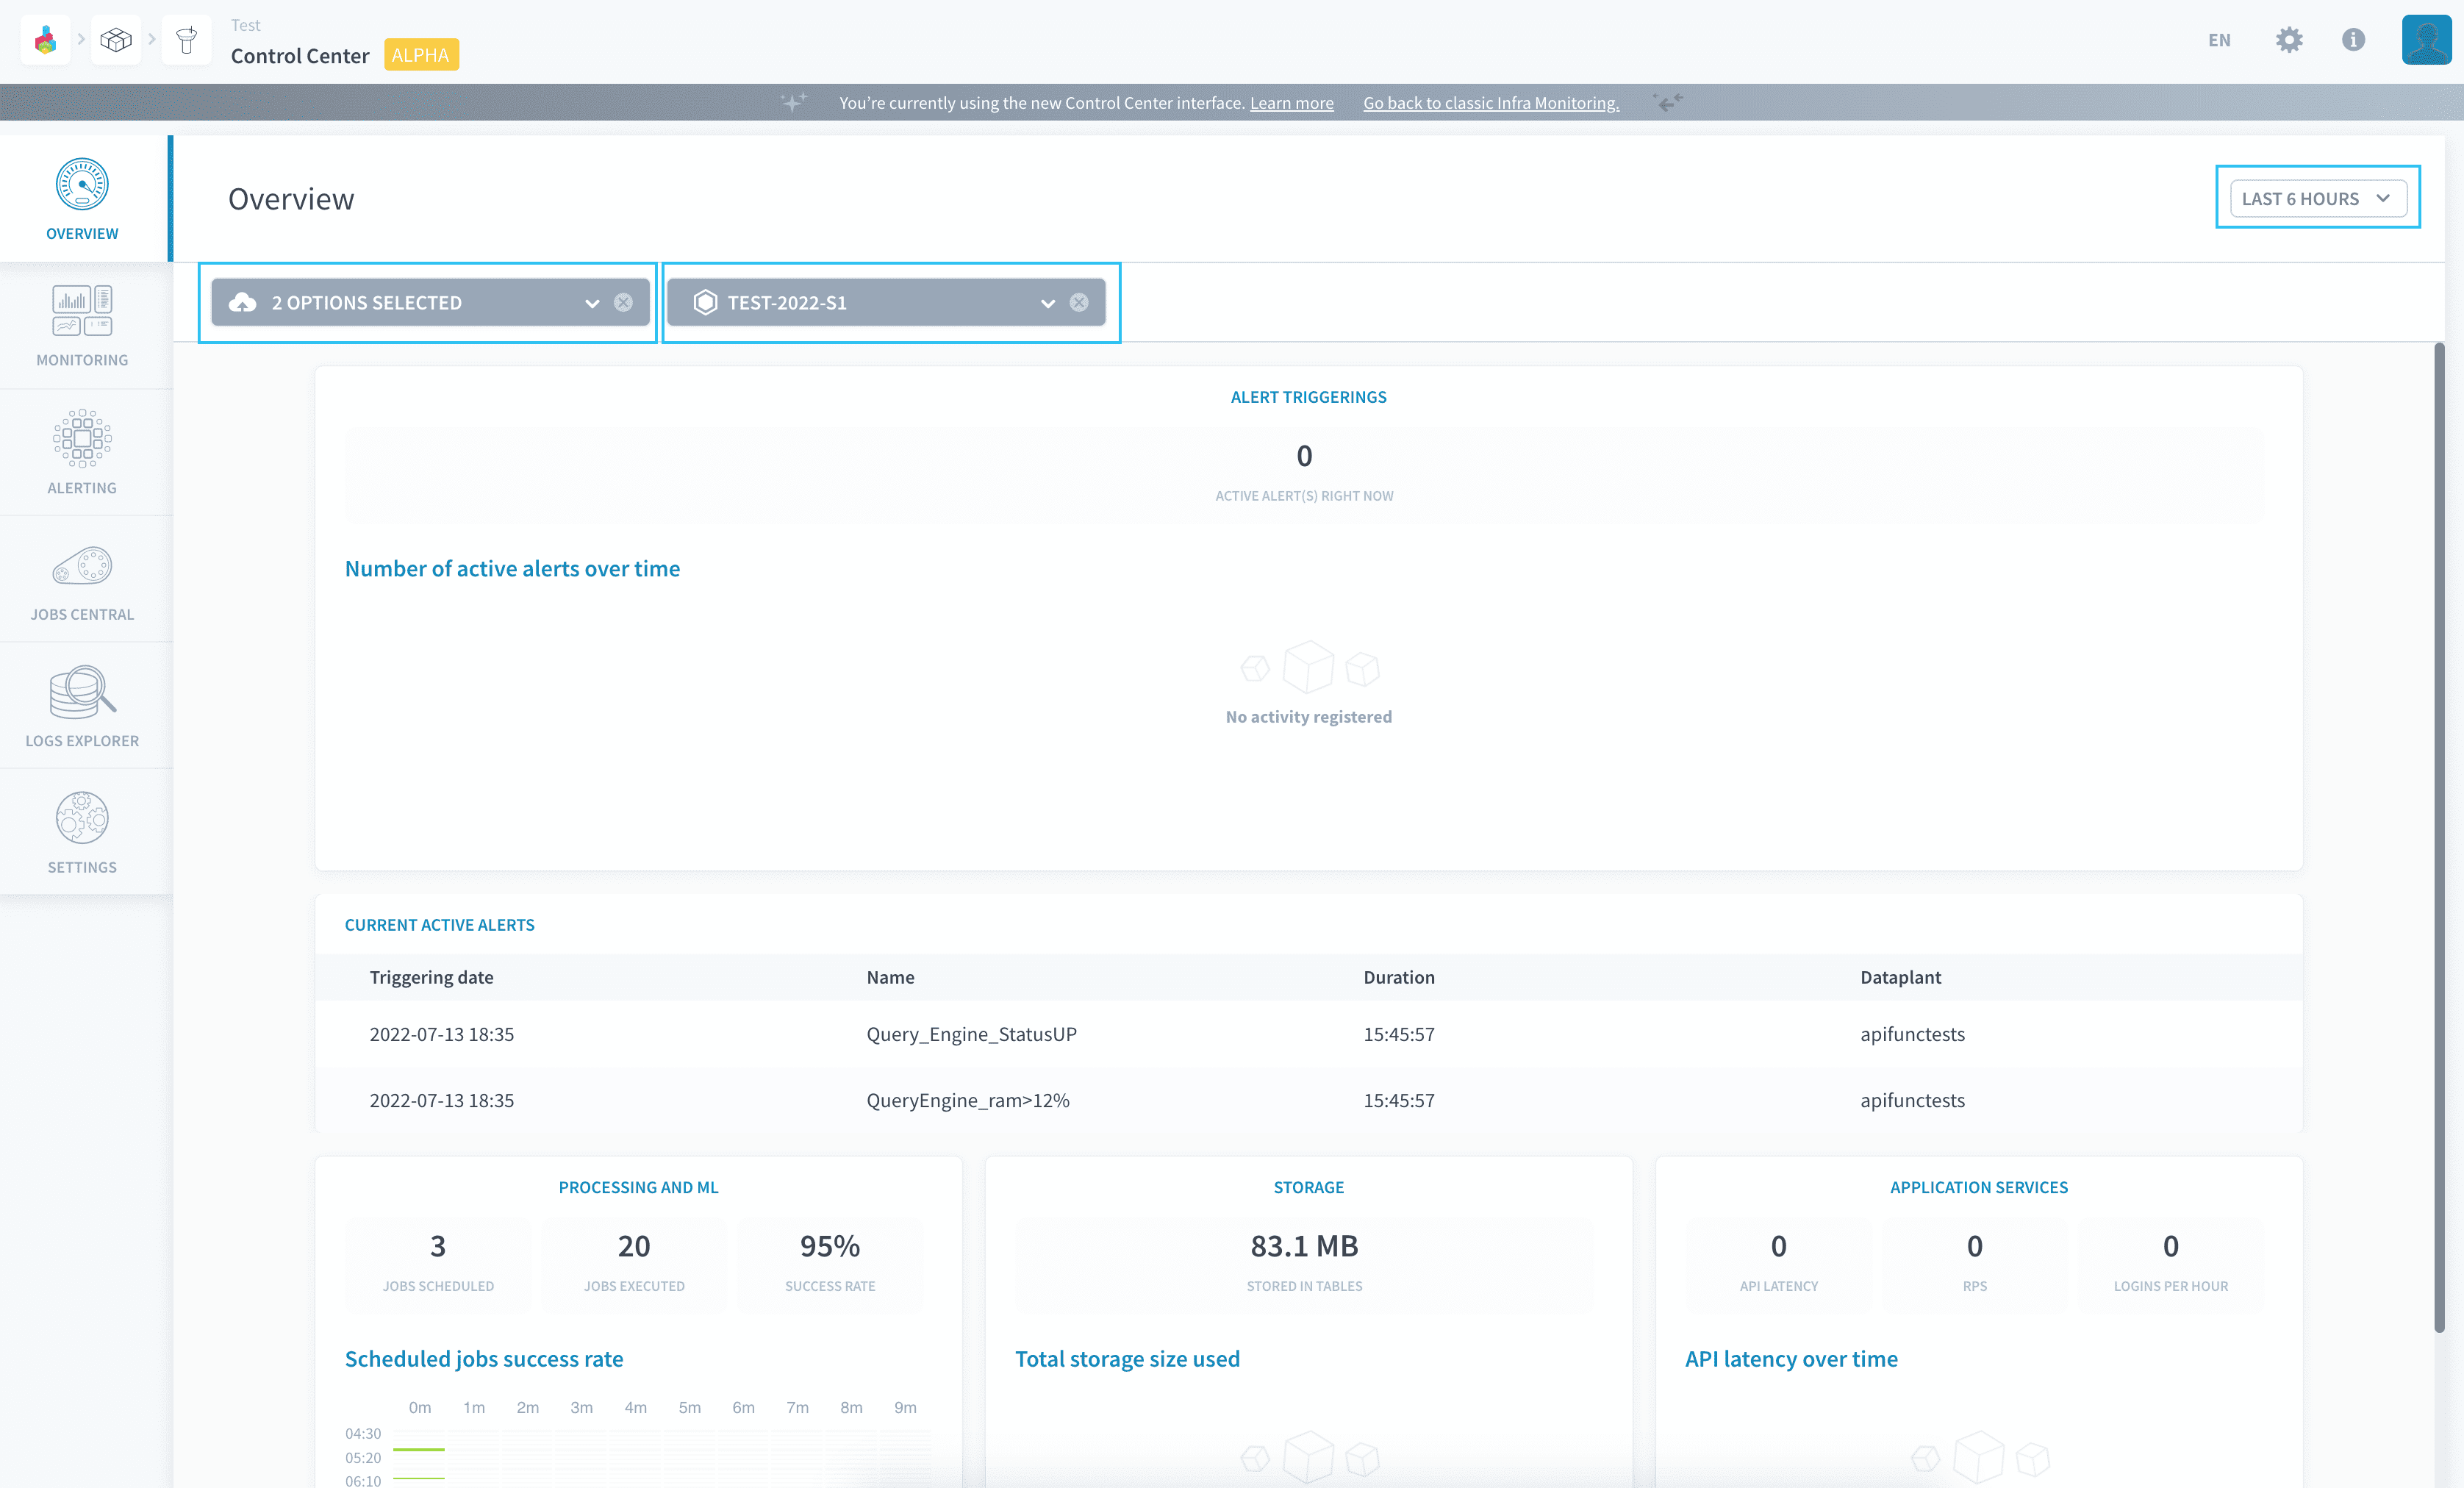 Test
Control Center ALPHA
EN
You're currently using the new Control Center interface. Learn more Go back to classic Infra Monitoring.
OVERVIEW
MONITORING
ALERTING
JOBS CENTRAL
LOGS EXPLORER
SETTINGS
Overview
LAST 6 HOURS
2 OPTIONS SELECTED
TEST-2022-S1
ALERT TRIGGERINGS
0
ACTIVE ALERT(S) RIGHT NOW
Number of active alerts over time
No activity registered
CURRENT ACTIVE ALERTS
Triggering date Name Duration Dataplant
2022-07-13 18:35 Query_Engine_StatusUP 15:45:57 apifunctests
2022-07-13 18:35 QueryEngine_ram>12% 15:45:57 apifunctests
PROCESSING AND ML
3 20 95%
JOBS SCHEDULED JOBS EXECUTED SUCCESS RATE
Scheduled jobs success rate
0m 1m 2m 3m 4m 5m 6m 7m 8m 9m
04:30
05:20
06:10
STORAGE
83.1 MB
STORED IN TABLES
Total storage size used
APPLICATION SERVICES
0 0 0
API LATENCY RPS LOGINS PER HOUR
API latency over time